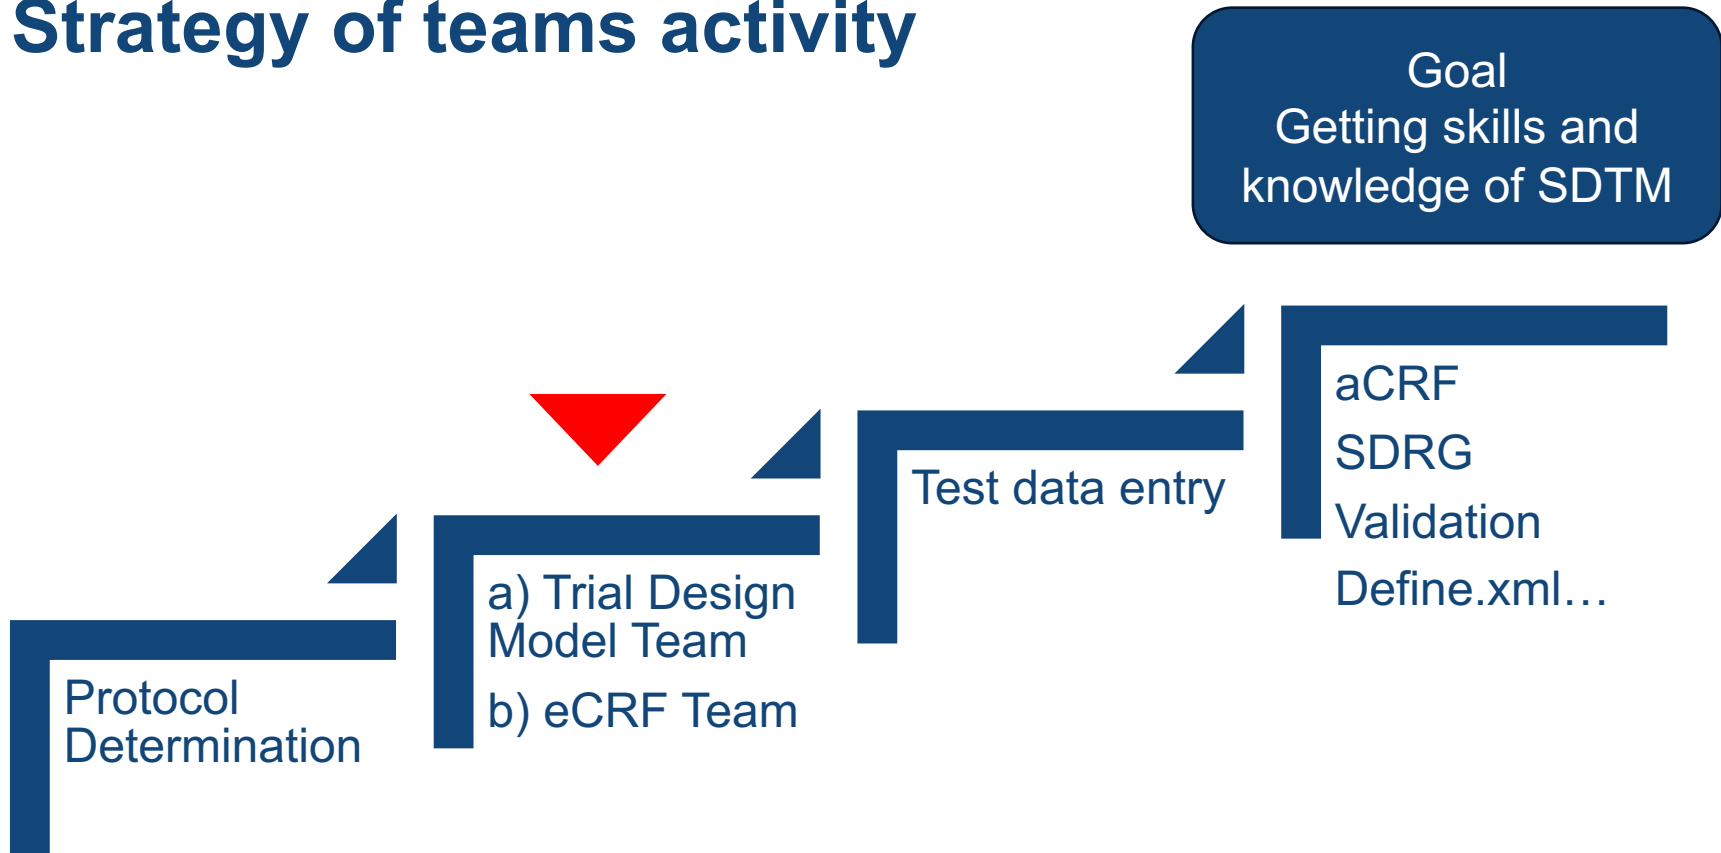 Strategy of teams activity
Goal
Getting skills and
knowledge of SDTM
Protocol
Determination
a) Trial Design
Model Team
b) eCRF Team
Test data entry
aCRF
SDRG
Validation
Define.xml…